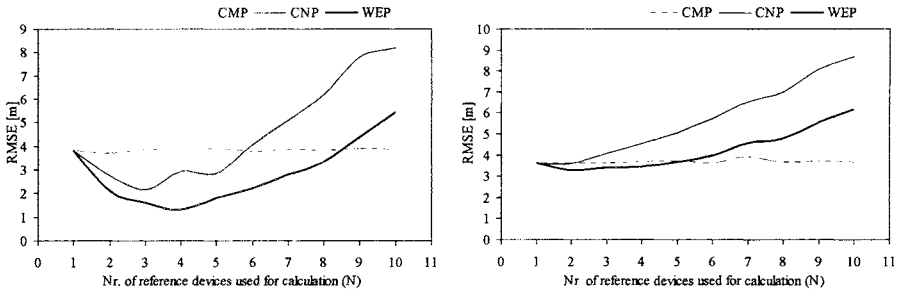 CMP CNP WEP
9
8
7
6
5
4
3
2
1
0
RMSE [m]
0 1 2 3 4 5 6 7 8 9 10 11
Nr. of reference devices used for calculation (N)
CMP CNP WEP
10
9
8
7
6
5
4
3
2
1
0
RMSE [m]
0 1 2 3 4 5 6 7 8 9 10 11
Nr. of reference devices used for calculation (N)